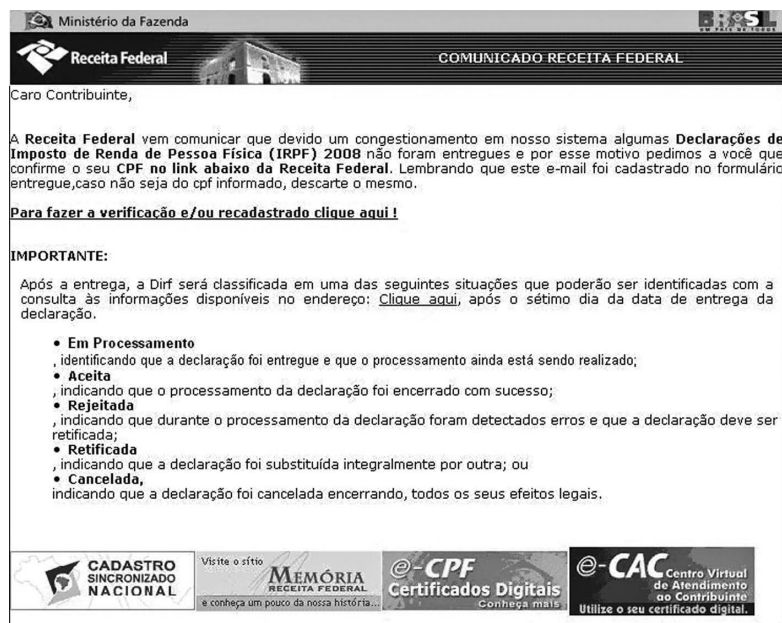 Ministério da Fazenda
BRASIL
UM PAÍS DE TODOS
Receita Federal
COMUNICADO RECEITA FEDERAL
Caro Contribuinte,
A Receita Federal vem comunicar que devido um congestionamento em nosso sistema algumas Declarações de
Imposto de Renda de Pessoa Física (IRPF) 2008 não foram entregues e por esse motivo pedimos a você que
confirme o seu CPF no link abaixo da Receita Federal. Lembrando que este e-mail foi cadastrado no formulário
entregue,caso não seja do cpf informado, descarte o mesmo.
Para fazer a verificação e/ou recadastrado clique aqui !
IMPORTANTE:
Após a entrega, a Dirf será classificada em uma das seguintes situações que poderão ser identificadas com a
consulta às informações disponíveis no endereço: Clique aqui, após o sétimo dia da data de entrega da
declaração.
• Em Processamento
, identificando que a declaração foi entregue e que o processamento ainda está sendo realizado;
• Aceita
, indicando que o processamento da declaração foi encerrado com sucesso;
• Rejeitada
, indicando que durante o processamento da declaração foram detectados erros e que a declaração deve ser
retificada;
• Retificada
, indicando que a declaração foi substituída integralmente por outra; ou
• Cancelada,
indicando que a declaração foi cancelada encerrando, todos os seus efeitos legais.
CADASTRO
SINCRONIZADO
NACIONAL
Visite o sítio
MEMÓRIA
RECEITA FEDERAL
e conheça um pouco da nossa história...
e-CPF
Certificados Digitais
Conheça mais
e-CAC Centro Virtual
de Atendimento
ao Contribuinte
Utilize o seu certificado digital.